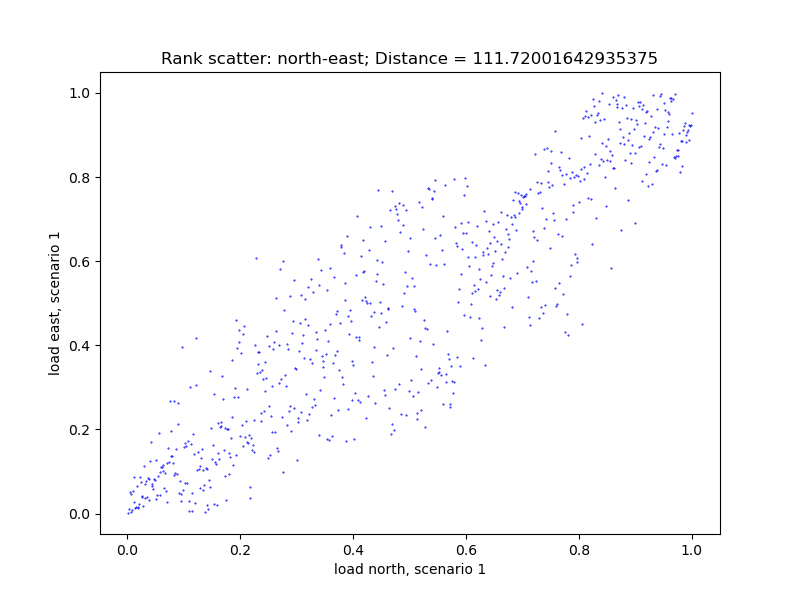 Rank scatter: north-east; Distance = 111.72001642935375
load east, scenario 1
1.0
0.8
0.6
0.4
0.2
0.0
0.0 0.2 0.4 0.6 0.8 1.0
load north, scenario 1